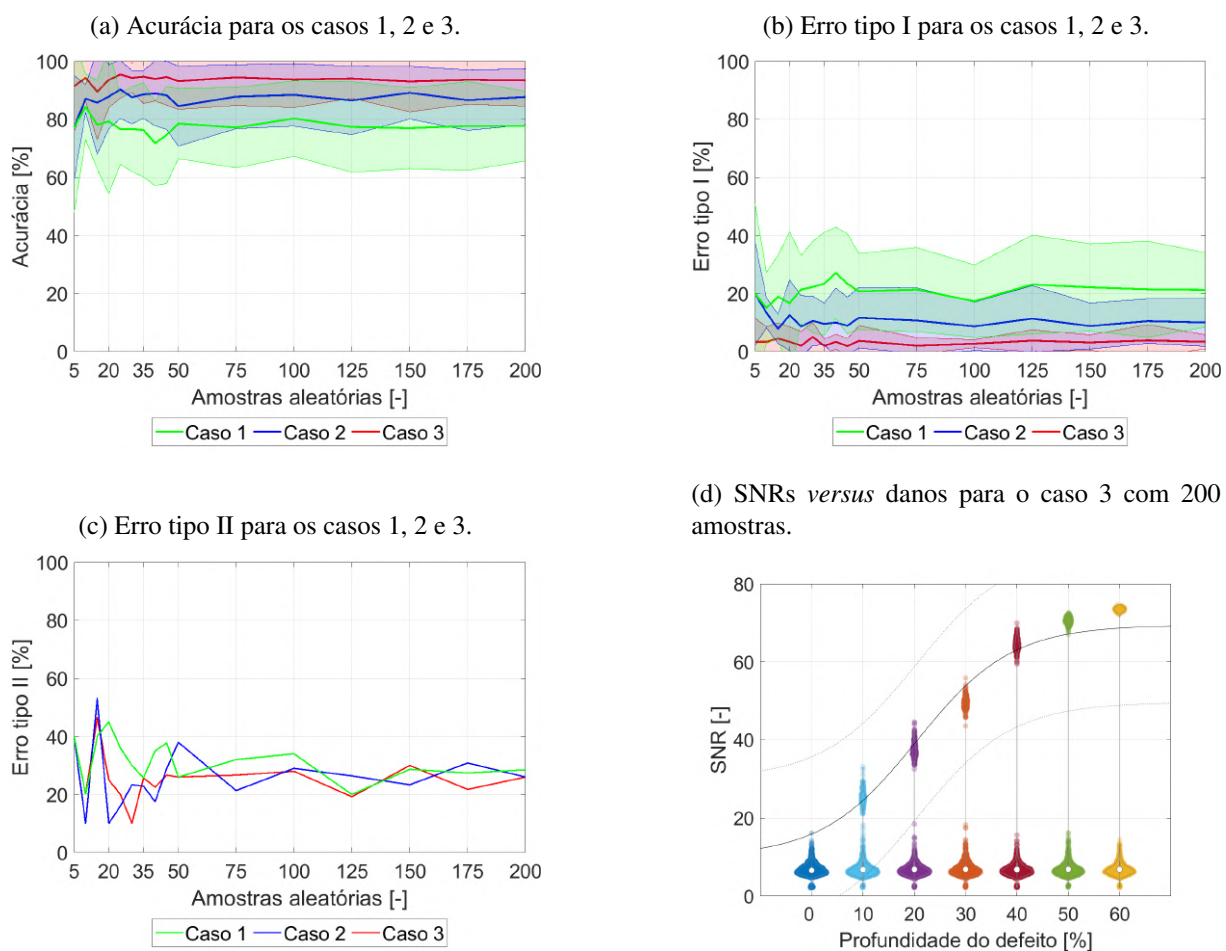 (a) Acurácia para os casos 1, 2 e 3.
100
80
60
40
20
0
Acurácia [%]
5 20 35 50 75 100 125 150 175 200
Amostras aleatórias [-]
Caso 1 Caso 2 Caso 3
(b) Erro tipo I para os casos 1, 2 e 3.
100
80
60
40
20
0
Erro tipo I [%]
5 20 35 50 75 100 125 150 175 200
Amostras aleatórias [-]
Caso 1 Caso 2 Caso 3
(c) Erro tipo II para os casos 1, 2 e 3.
100
80
60
40
20
0
Erro tipo II [%]
5 20 35 50 75 100 125 150 175 200
Amostras aleatórias [-]
Caso 1 Caso 2 Caso 3
(d) SNRs versus danos para o caso 3 com 200
amostras.
80
60
40
20
0
SNR [-]
0 10 20 30 40 50 60
Profundidade do defeito [%]